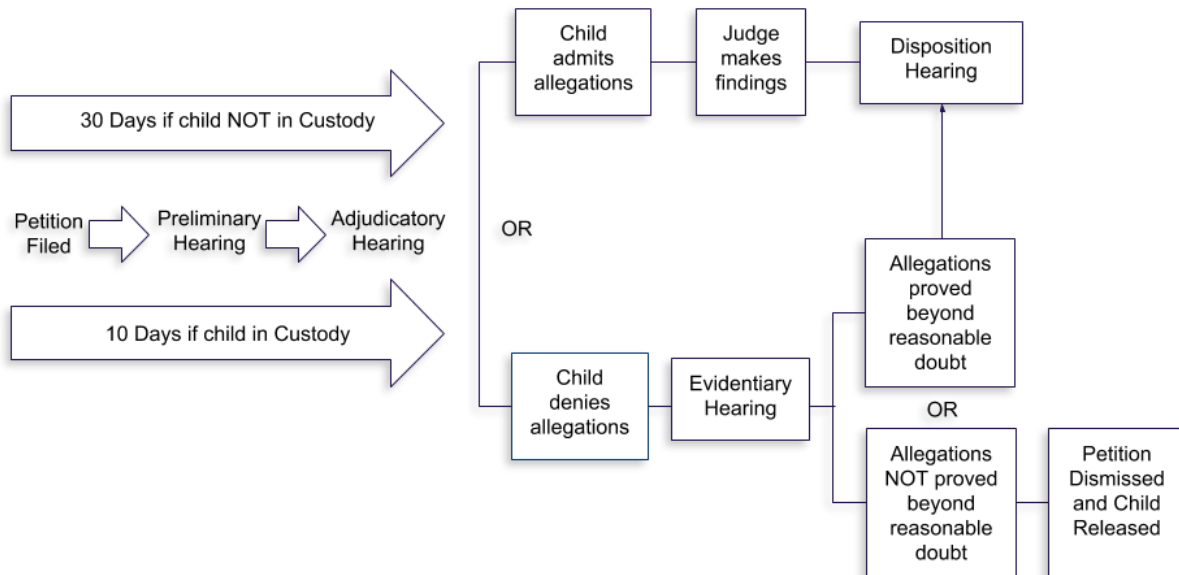 30 Days if child NOT in Custody
Petition
Filed
Preliminary
Hearing
Adjudicatory
Hearing
10 Days if child in Custody
OR
Child
admits
allegations
Judge
makes
findings
Disposition
Hearing
Child
denies
allegations
Evidentiary
Hearing
Allegations
proved
beyond
reasonable
doubt
OR
Allegations
NOT proved
beyond
reasonable
doubt
Petition
Dismissed
and Child
Released